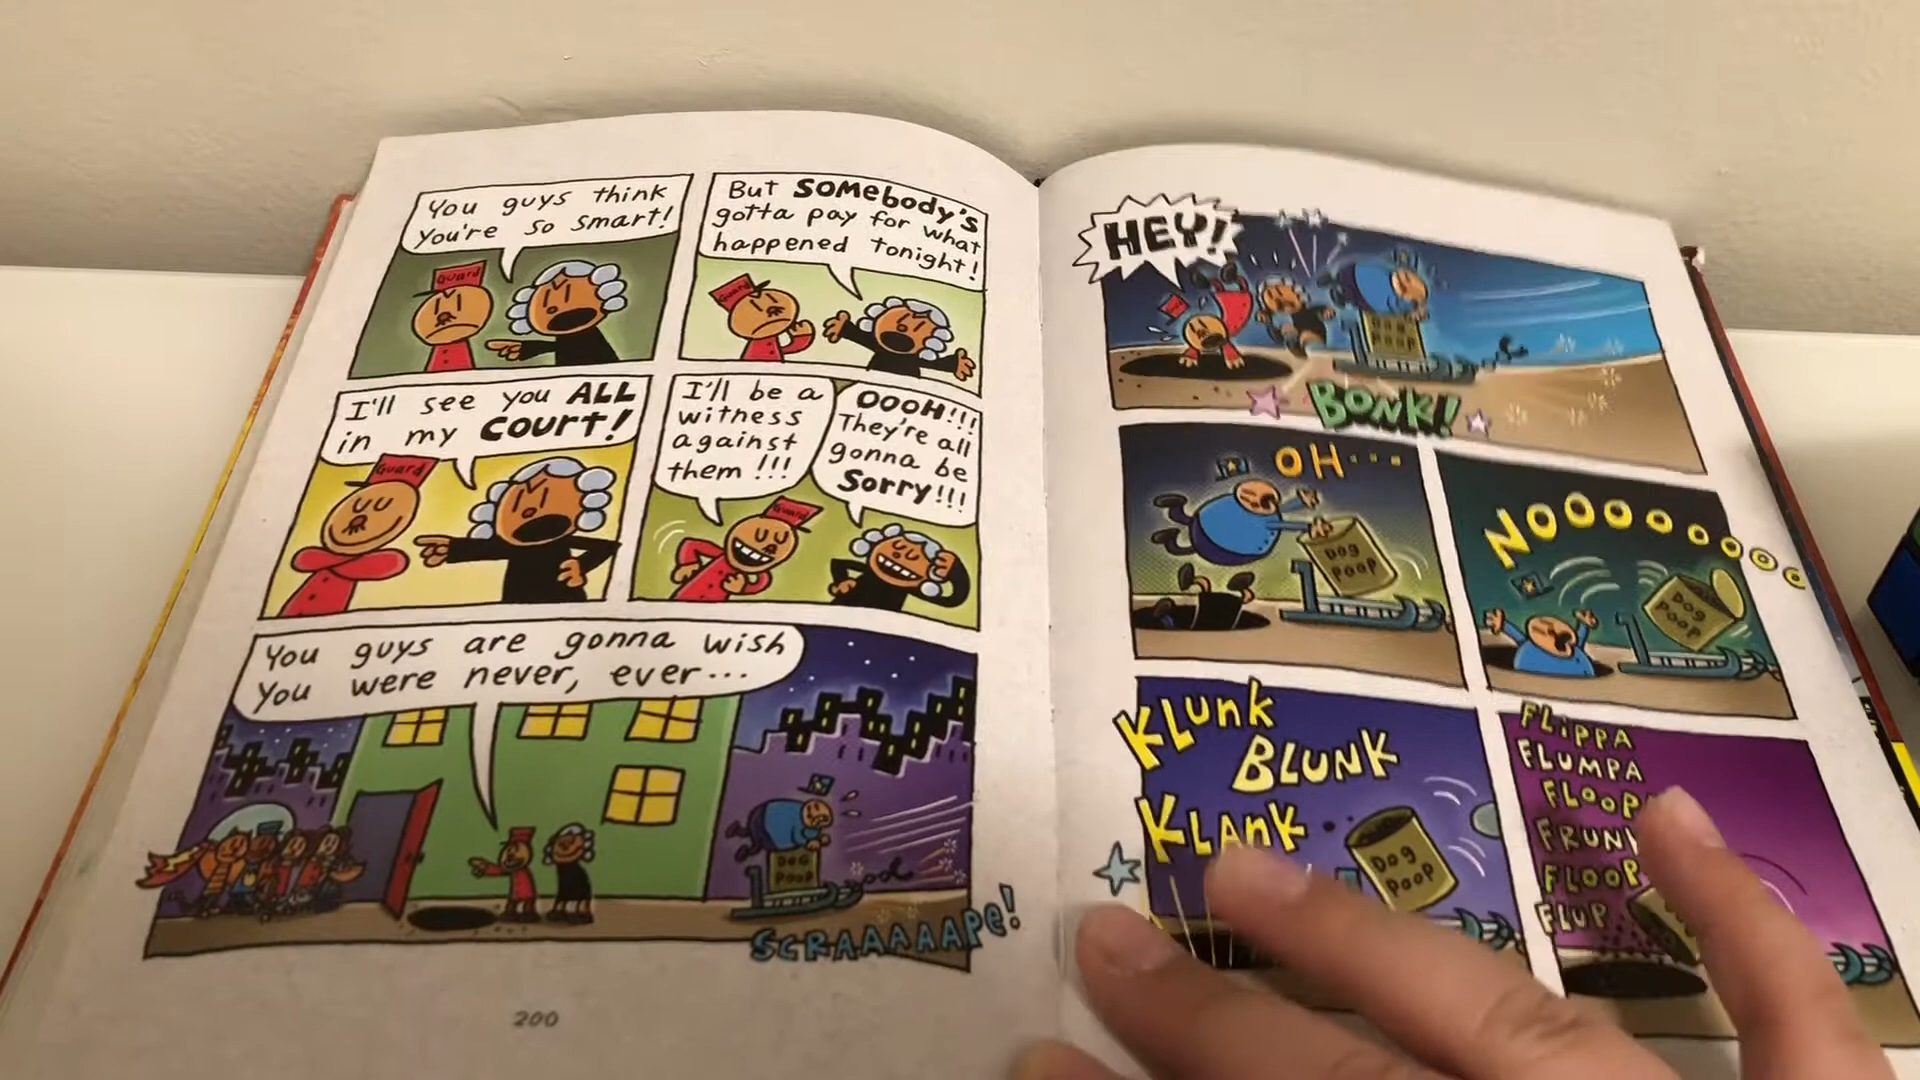 You guys think
you're so smart!
Guard
But SOMEbody's
gotta pay for what
happened tonight!
Guard
I'll see you ALL
in my COURT!
Guard
I'll be a
witness
against
them!!!
OOOH!!!
They're all
gonna be
Sorry!!!
Guard
You guys are gonna wish
you were never, ever...
DOG
POOP
SCRAAAAAPe!
200
HEY!
DOG
POOP
BONK!
OH...
DOG
POOP
NOOOOOOOO
DOG
POOP
KLUNK
BLUNK
KLANK
DOG
POOP
FLIPPA
FLUMPA
FLOOP
FLOOP
FLUP